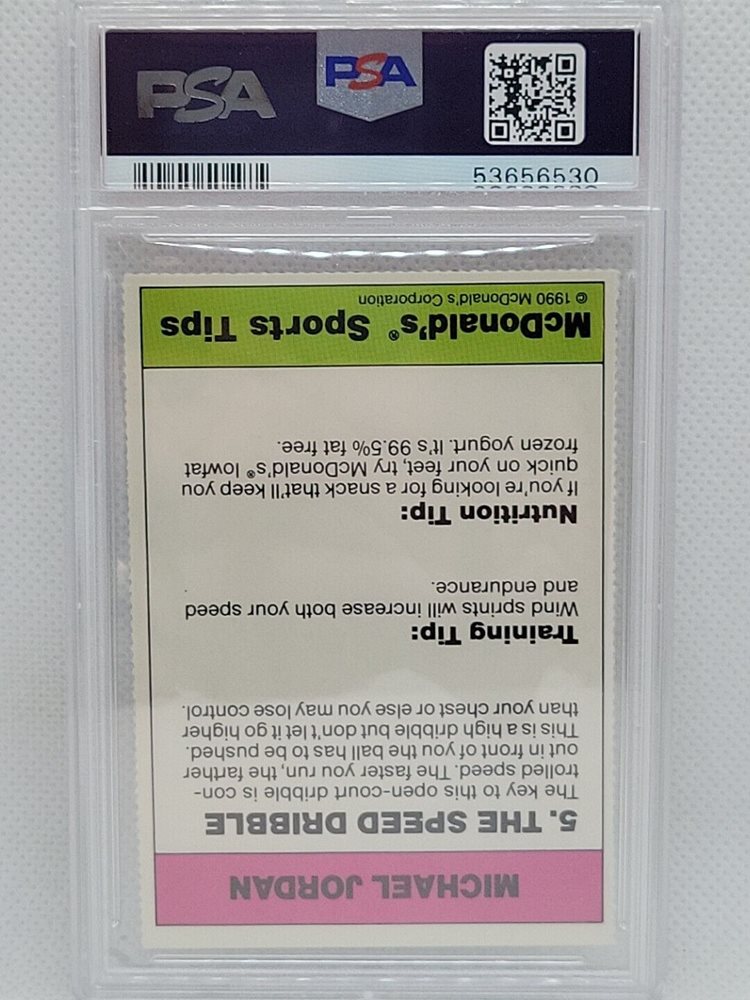 PSA
PSA
53656530
MICHAEL JORDAN
5. THE SPEED DRIBBLE
The key to this open-court dribble is con-
trolled speed. The faster you run, the farther
out in front of you the ball has to be pushed.
This is a high dribble but don't let it go higher
than your chest or else you may lose control.
Training Tip:
Wind sprints will increase both your speed
and endurance.
Nutrition Tip:
If you're looking for a snack that'll keep you
quick on your feet, try McDonald's® lowfat
frozen yogurt. It's 99.5% fat free.
McDonald's® Sports Tips
© 1990 McDonald's Corporation